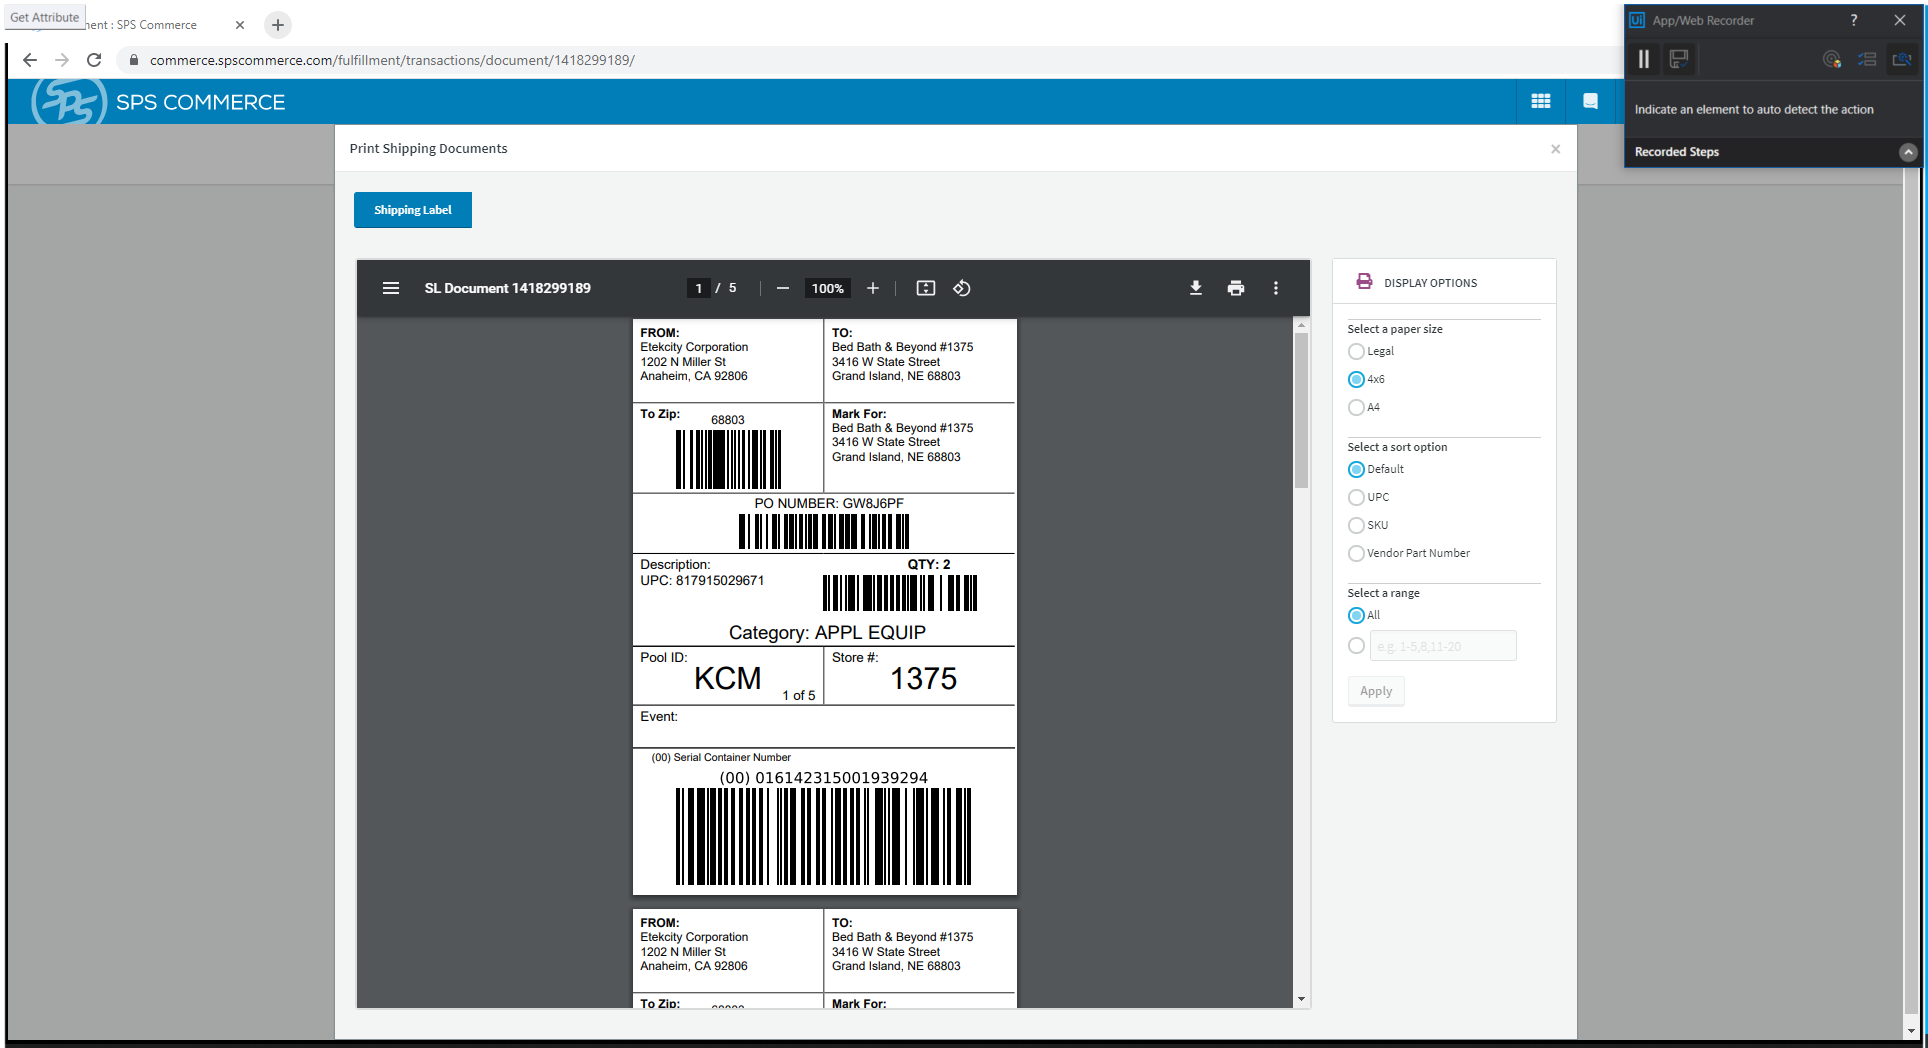 Get Attribute
ment : SPS Commerce
commerce.spscommerce.com/fulfillment/transactions/document/1418299189/
SPS
SPS COMMERCE
Ui App/Web Recorder ?
Indicate an element to auto detect the action
Recorded Steps
Print Shipping Documents
Shipping Label
SL Document 1418299189
1 / 5
100%
FROM:
Etekcity Corporation
1202 N Miller St
Anaheim, CA 92806
TO:
Bed Bath & Beyond #1375
3416 W State Street
Grand Island, NE 68803
To Zip:
68803
Mark For:
Bed Bath & Beyond #1375
3416 W State Street
Grand Island, NE 68803
PO NUMBER: GW8J6PF
Description:
UPC: 817915029671
QTY: 2
Category: APPL EQUIP
Pool ID:
KCM
1 of 5
Store #:
1375
Event:
(00) Serial Container Number
(00) 016142315001939294
FROM:
Etekcity Corporation
1202 N Miller St
Anaheim, CA 92806
TO:
Bed Bath & Beyond #1375
3416 W State Street
Grand Island, NE 68803
To Zip:
Mark For:
DISPLAY OPTIONS
Select a paper size
Legal
4x6
A4
Select a sort option
Default
UPC
SKU
Vendor Part Number
Select a range
All
e.g. 1-5,8,11-20
Apply